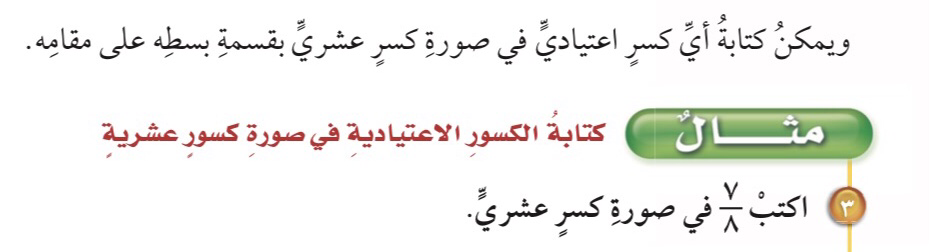 ويمكنُ كتابةُ أيِّ كسرٍ اعتياديٍّ في صورةِ كسرٍ عشريٍّ بقسمةِ بسطِه على مقامِه.
مثـــالٌ كتابةُ الكسورِ الاعتياديةِ في صورةِ كسورٍ عشريةٍ
٣ اكتبْ ٧/٨ في صورةِ كسرٍ عشريٍّ.